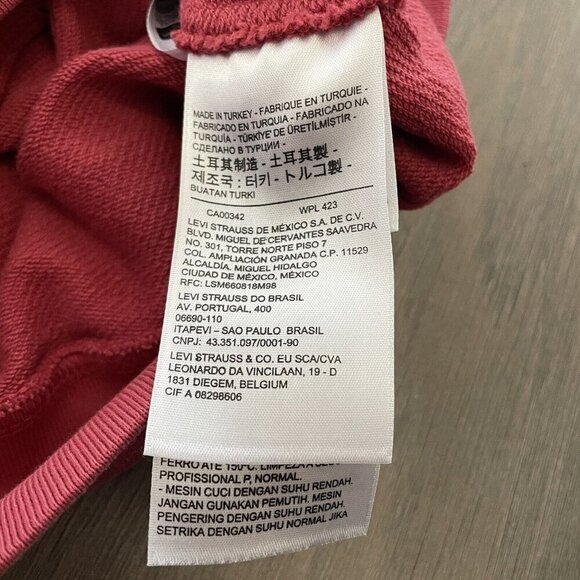 MADE IN TURKEY - FABRIQUE EN TURQUIE -
FABRICADO EN TURQUIA - FABRICADO NA
TURQUÍA - TÜRKİYE'DE ÜRETİLMİŞTİR -
СДЕЛАНО В ТУРЦИИ -
土耳其制造 - 土耳其製 -
제조국 : 터키 - トルコ製 -
BUATAN TURKI
CA00342 WPL 423
LEVI STRAUSS DE MÉXICO S.A. DE C.V.
BLVD. MIGUEL DE CERVANTES SAAVEDRA
NO. 301, TORRE NORTE PISO 7
COL. AMPLIACIÓN GRANADA C.P. 11529
ALCALDÍA. MIGUEL HIDALGO
CIUDAD DE MÉXICO, MÉXICO
RFC: LSM660818M98
LEVI STRAUSS DO BRASIL
AV. PORTUGAL, 400
06690-110
ITAPEVI – SAO PAULO BRASIL
CNPJ: 43.351.097/0001-90
LEVI STRAUSS & CO. EU SCA/CVA
LEONARDO DA VINCILAAN, 19 - D
1831 DIEGEM, BELGIUM
CIF A 08298606
FERRO ATÉ 150°C. LIMPEZA A SECO
PROFISSIONAL P, NORMAL.
- MESIN CUCI DENGAN SUHU RENDAH.
JANGAN GUNAKAN PEMUTIH. MESIN
PENGERING DENGAN SUHU RENDAH.
SETRIKA DENGAN SUHU NORMAL JIKA